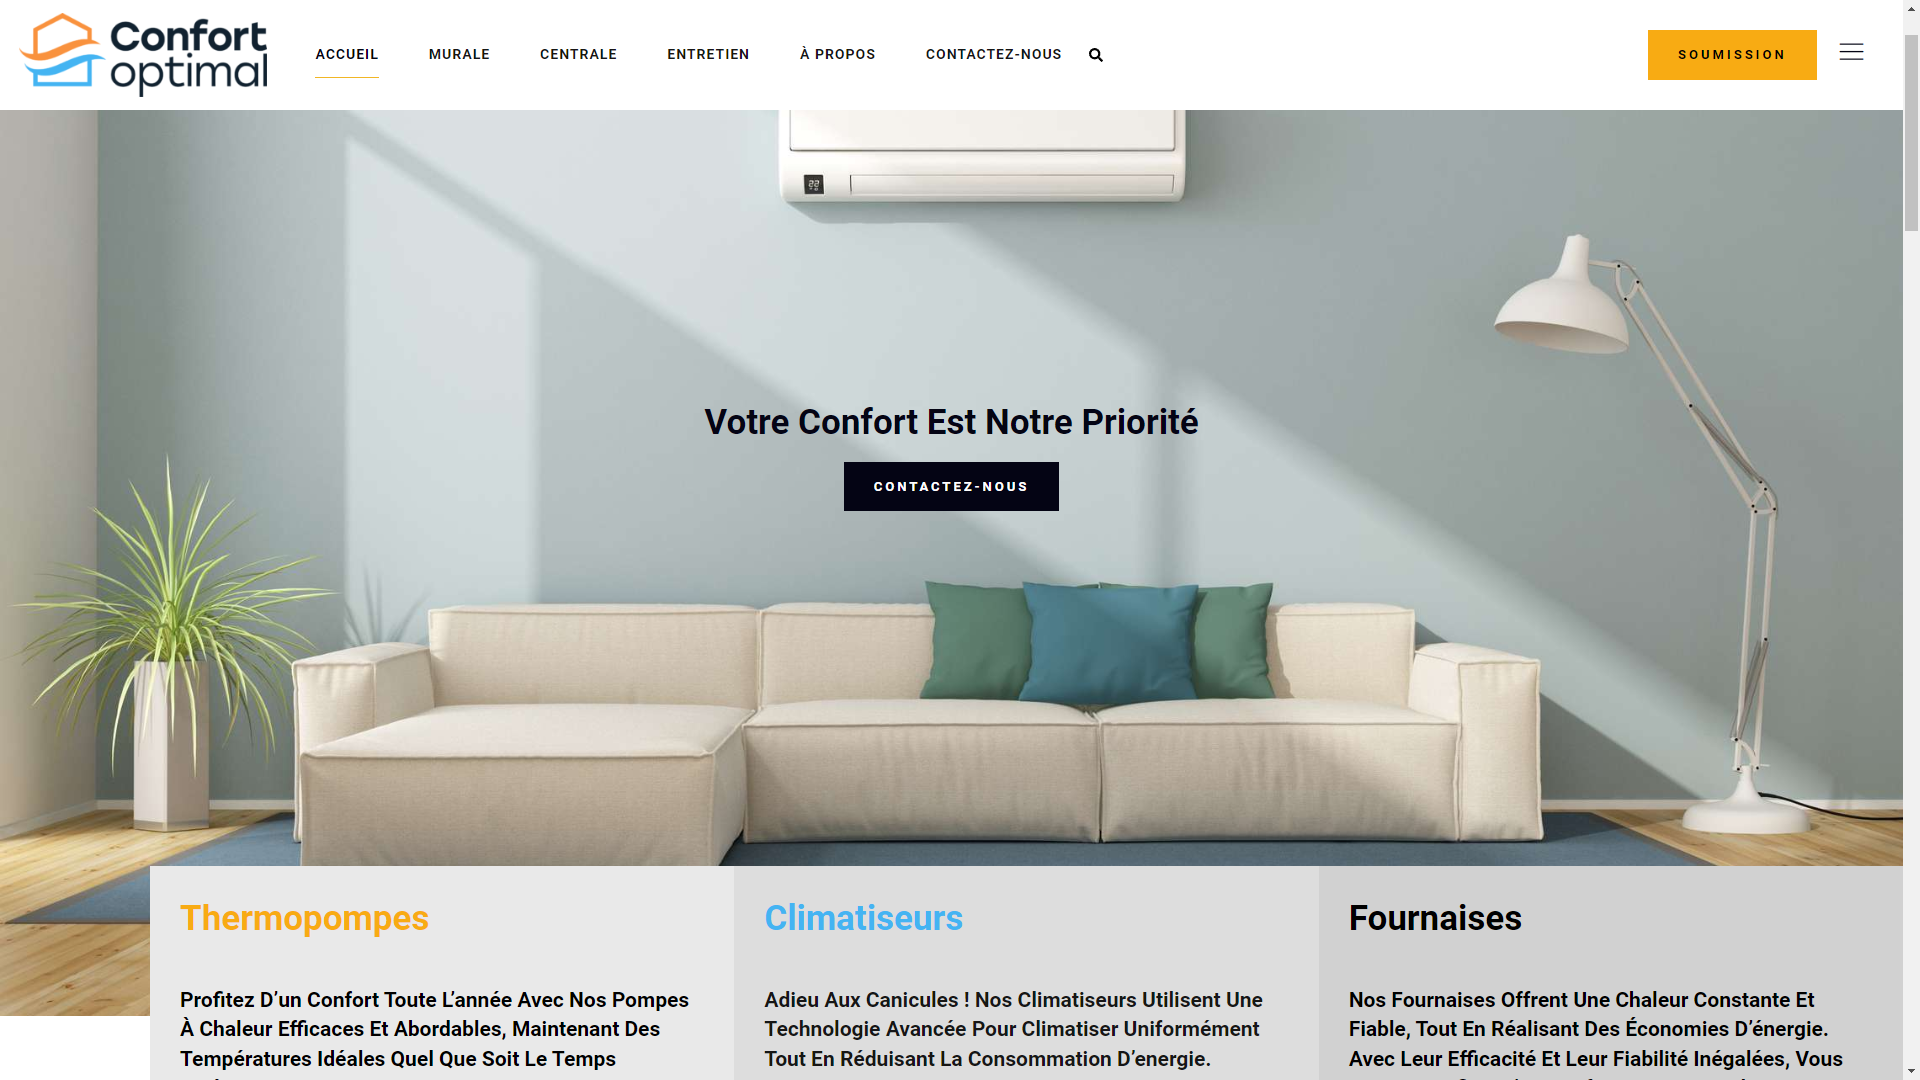 Confort
optimal
ACCUEIL
MURALE
CENTRALE
ENTRETIEN
À PROPOS
CONTACTEZ-NOUS
SOUMISSION
Votre Confort Est Notre Priorité
CONTACTEZ-NOUS
Thermopompes
Profitez D’un Confort Toute L’année Avec Nos Pompes
À Chaleur Efficaces Et Abordables, Maintenant Des
Températures Idéales Quel Que Soit Le Temps
Climatiseurs
Adieu Aux Canicules ! Nos Climatiseurs Utilisent Une
Technologie Avancée Pour Climatiser Uniformément
Tout En Réduisant La Consommation D’energie.
Fournaises
Nos Fournaises Offrent Une Chaleur Constante Et
Fiable, Tout En Réalisant Des Économies D’énergie.
Avec Leur Efficacité Et Leur Fiabilité Inégalées, Vous